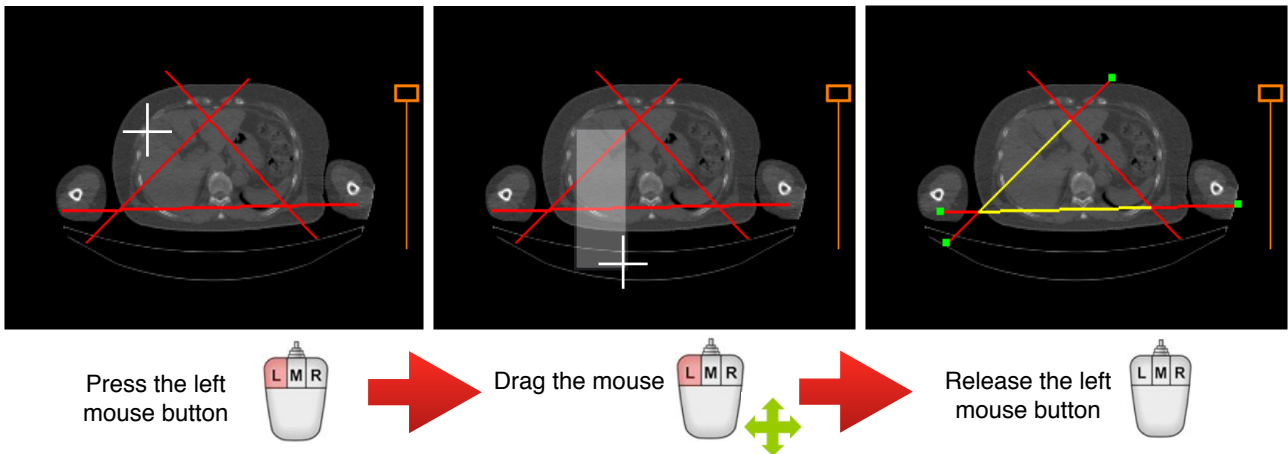 Press the left
mouse button
L M R
Drag the mouse
L M R
Release the left
mouse button
L M R